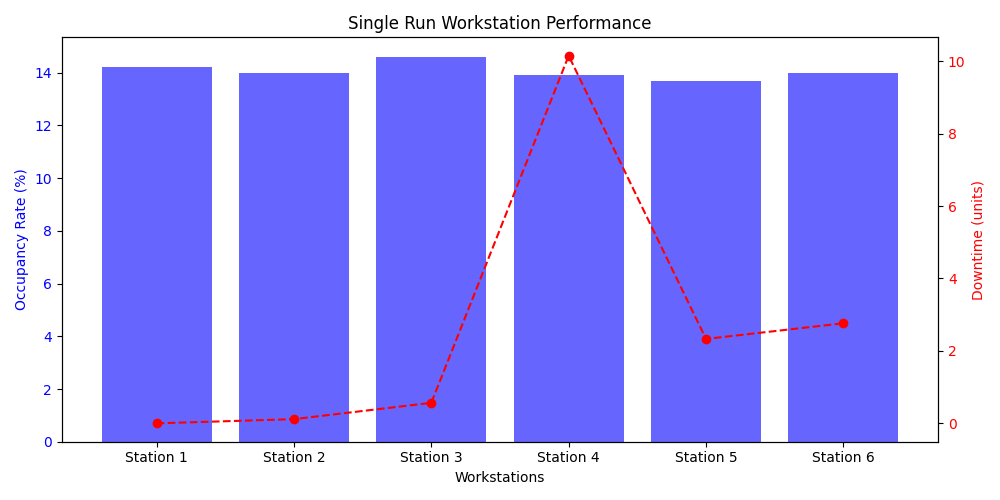 Single Run Workstation Performance
14
12
10
8
6
4
2
0
Occupancy Rate (%)
10
8
6
4
2
0
Downtime (units)
Station 1
Station 2
Station 3
Station 4
Station 5
Station 6
Workstations